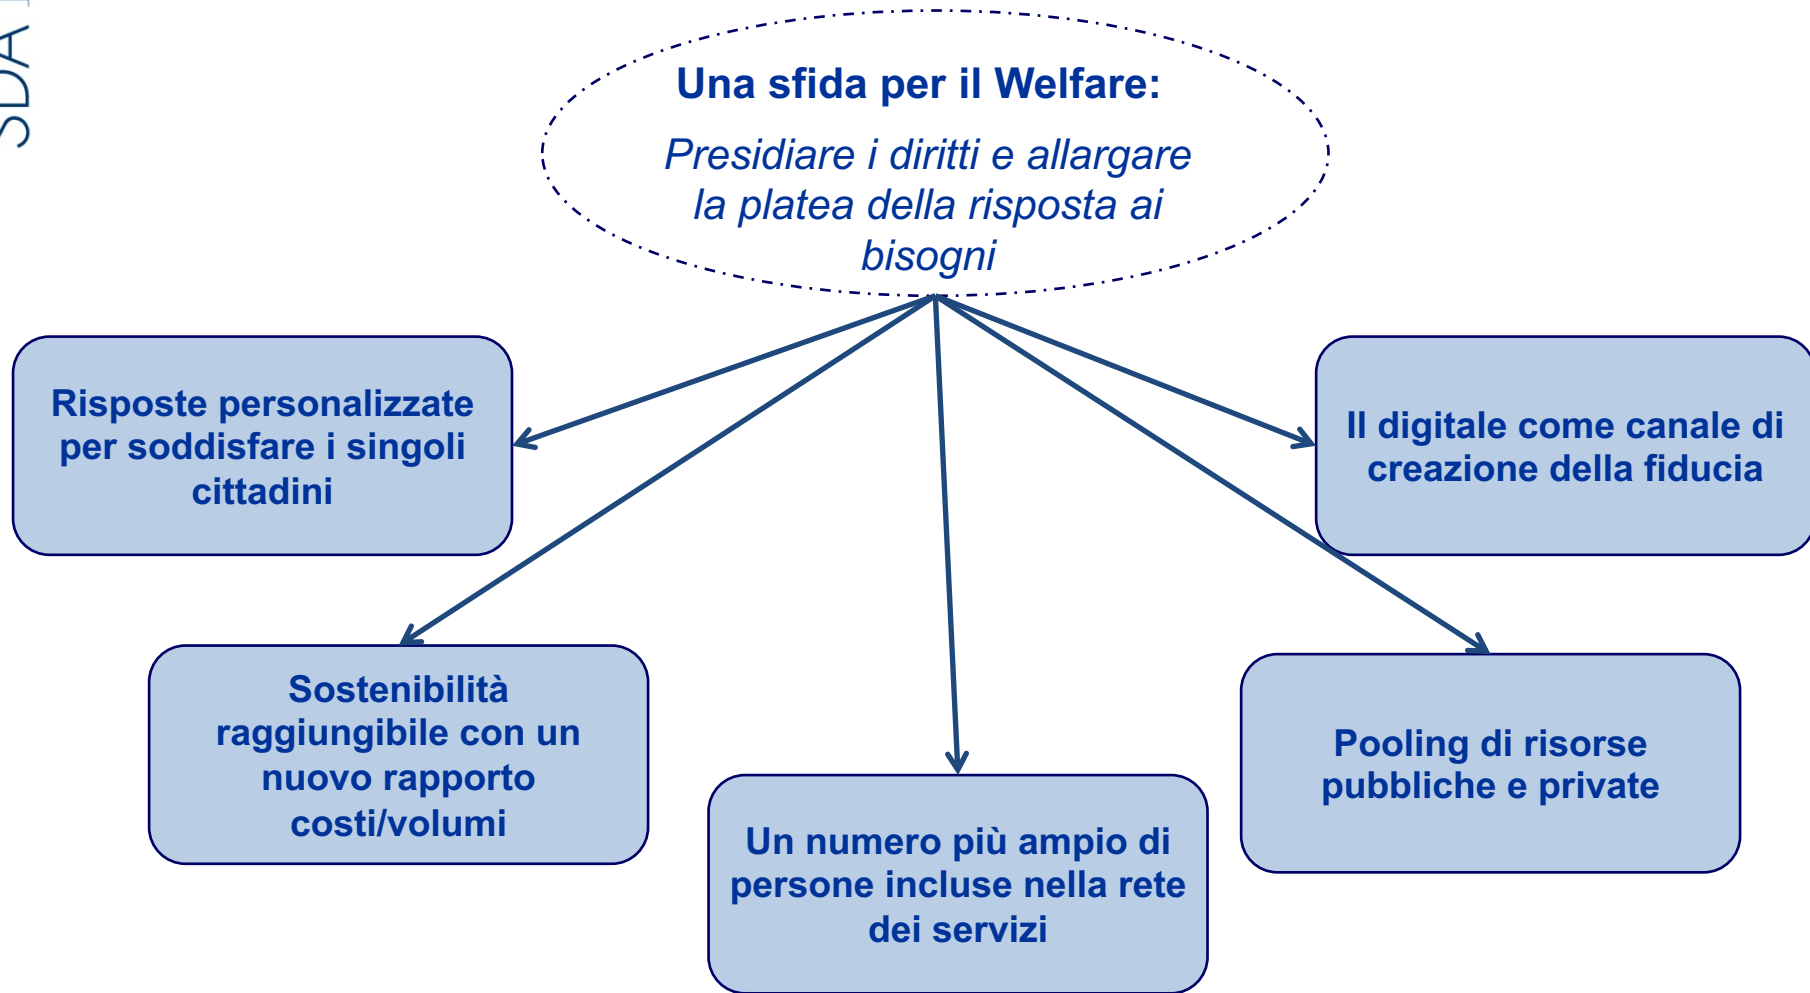 SDA
Una sfida per il Welfare:
Presidiare i diritti e allargare
la platea della risposta ai
bisogni
Risposte personalizzate
per soddisfare i singoli
cittadini
Il digitale come canale di
creazione della fiducia
Sostenibilità
raggiungibile con un
nuovo rapporto
costi/volumi
Pooling di risorse
pubbliche e private
Un numero più ampio di
persone incluse nella rete
dei servizi